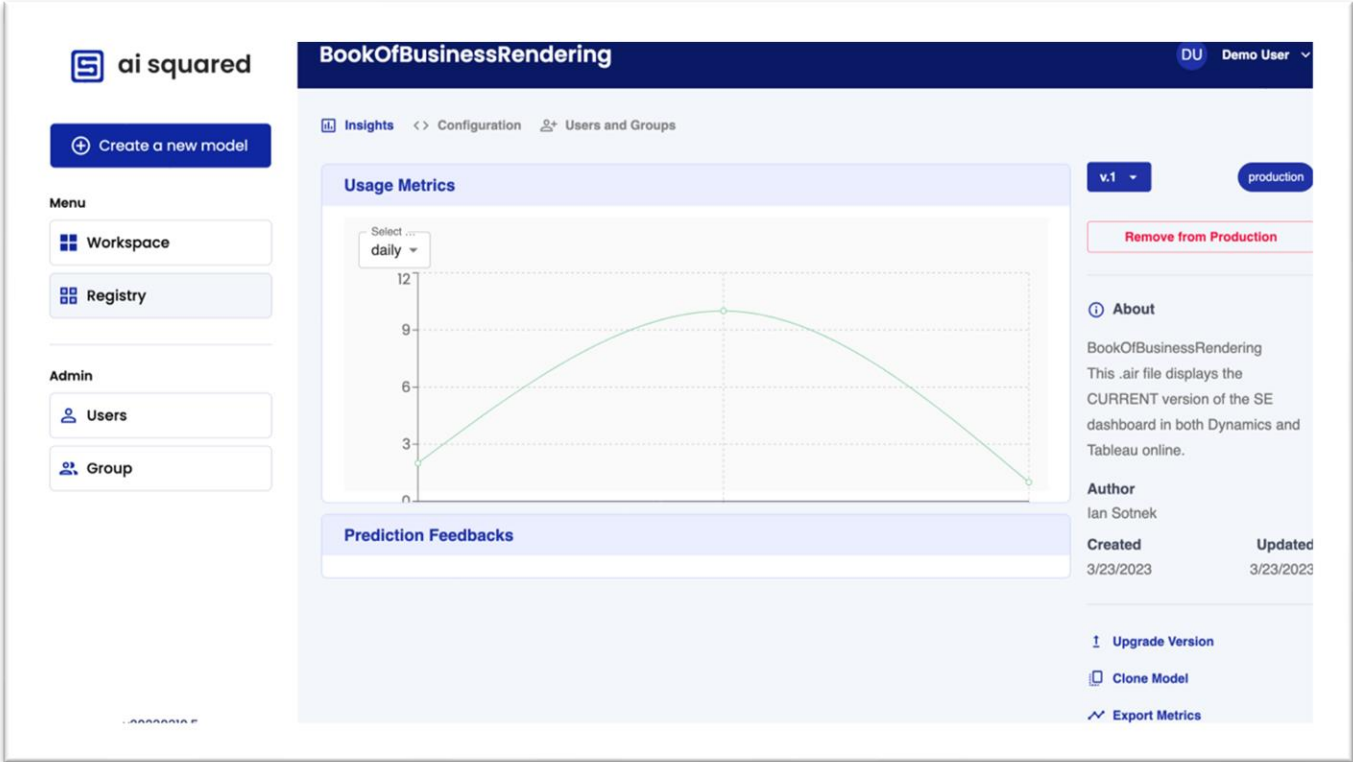 ai squared
Create a new model
Menu
Workspace
Registry
Admin
Users
Group
BookOfBusinessRendering
DU Demo User
Insights Configuration Users and Groups
Usage Metrics
Select ...
daily
12
9
6
3
0
Prediction Feedbacks
v.1 production
Remove from Production
About
BookOfBusinessRendering
This .air file displays the
CURRENT version of the SE
dashboard in both Dynamics and
Tableau online.
Author
Ian Sotnek
Created Updated
3/23/2023 3/23/2023
Upgrade Version
Clone Model
Export Metrics